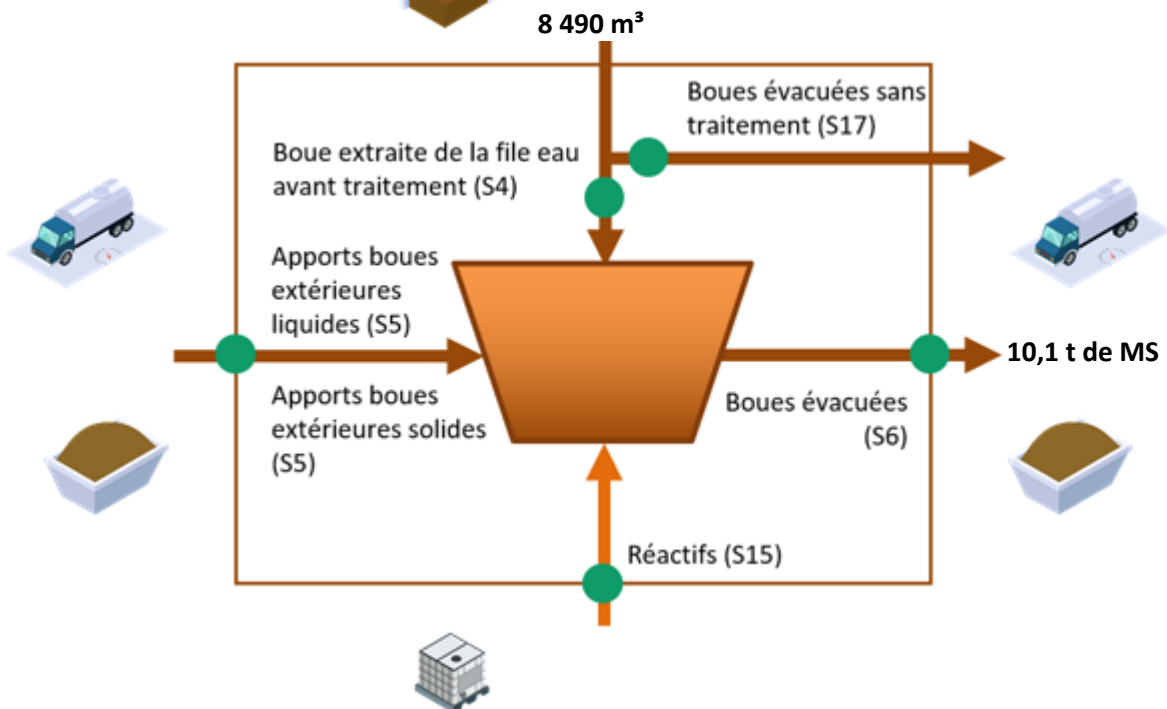 8 490 m³
Boues évacuées sans
traitement (S17)
Boue extraite de la file eau
avant traitement (S4)
Apports boues
extérieures
liquides (S5)
10,1 t de MS
Apports boues
extérieures solides
(S5)
Boues évacuées
(S6)
Réactifs (S15)